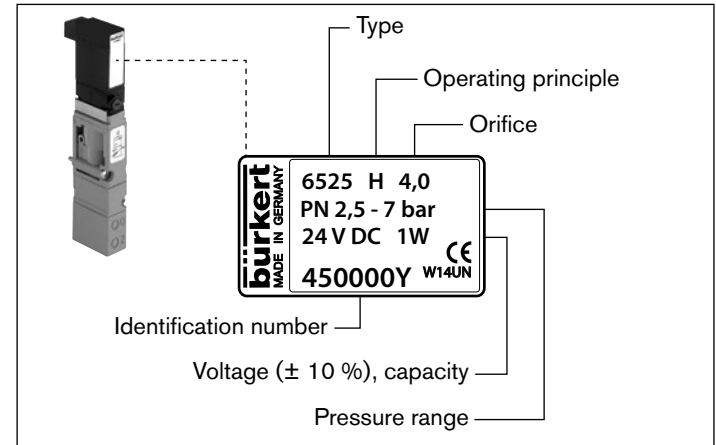 Type
Operating principle
Orifice
bürkert
MADE IN GERMANY
6525 H 4,0
PN 2,5 - 7 bar
24 V DC 1W
CE
450000Y W14UN
Identification number
Voltage (± 10 %), capacity
Pressure range